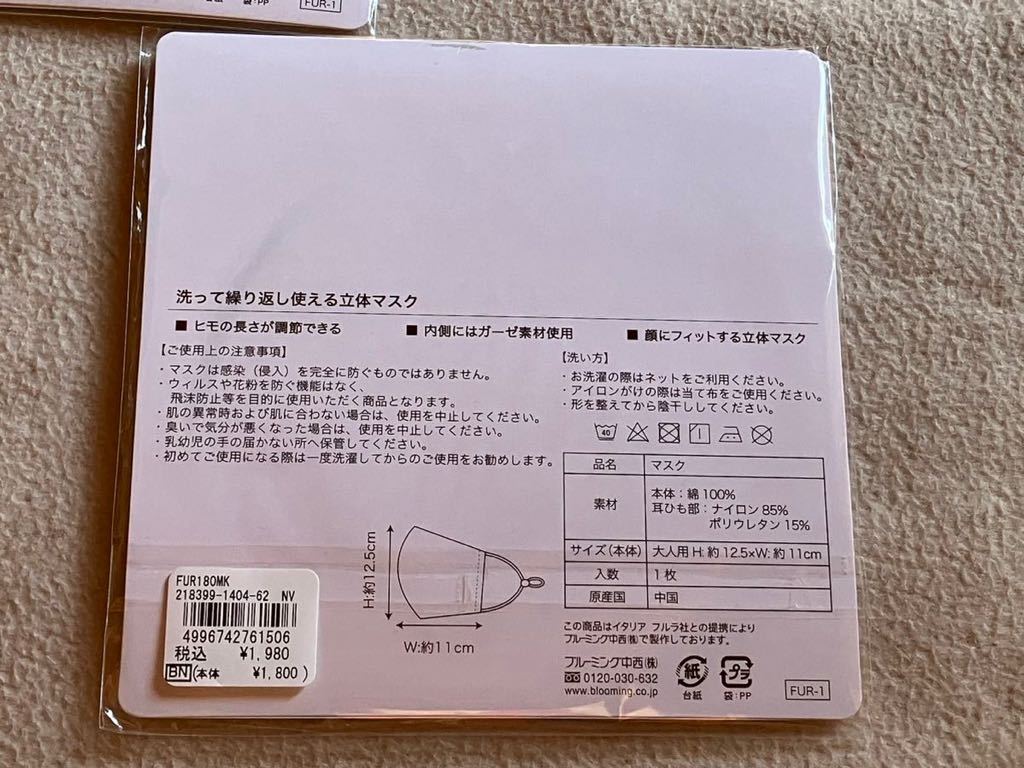 袋:PP
FUR-1
洗って繰り返し使える立体マスク
■ ヒモの長さが調節できる ■ 内側にはガーゼ素材使用 ■ 顔にフィットする立体マスク
【ご使用上の注意事項】
・マスクは感染（侵入）を完全に防ぐものではありません。
・ウィルスや花粉を防ぐ機能はなく、
飛沫防止等を目的に使用いただく商品となります。
・肌の異常時および肌に合わない場合は、使用を中止してください。
・臭いで気分が悪くなった場合は、使用を中止してください。
・乳幼児の手の届かない所へ保管してください。
・初めてご使用になる際は一度洗濯してからのご使用をお勧めします。
【洗い方】
・お洗濯の際はネットをご利用ください。
・アイロンがけの際は当て布をご使用ください。
・形を整えてから陰干ししてください。
40
品名 マスク
素材 本体：綿 100%
耳ひも部：ナイロン 85%
ポリウレタン 15%
サイズ（本体） 大人用 H: 約 12.5×W: 約 11cm
入数 1 枚
原産国 中国
この商品はイタリア フルラ社との提携により
ブルーミング中西(株)で製作しております。
ブルーミング中西(株)
0120-030-632
www.blooming.co.jp
紙
台紙
プラ
袋:PP
FUR-1
H:約12.5cm
W:約11cm
FUR180MK
218399-1404-62 NV
4996742761506
税込 ¥1,980
BN (本体 ¥1,800 )